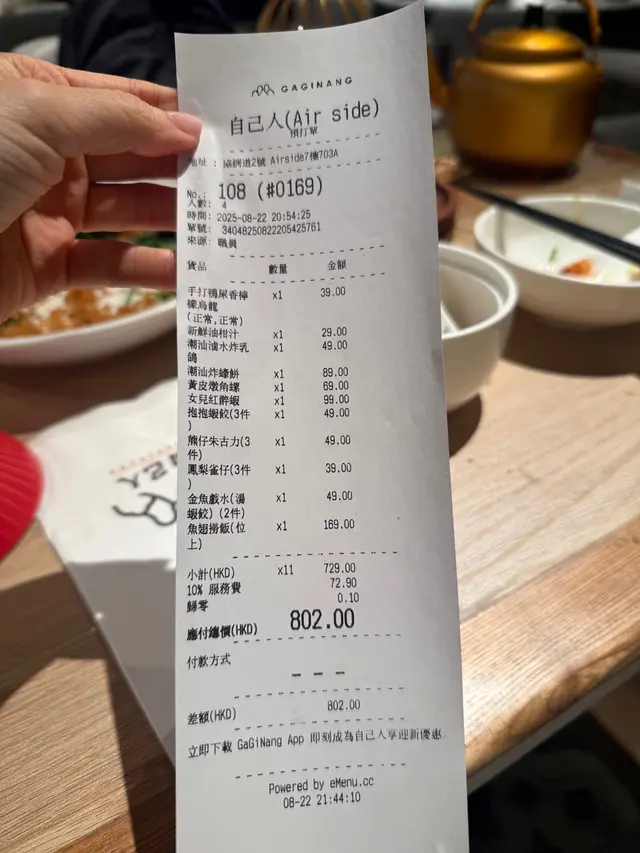 GAGINANG
自己人(Air side)
預打單
地址 : 協調道2號 Airside7樓703A
No.: 108 (#0169)
人數: 4
時間: 2025-08-22 20:54:25
單號: 34048250822205425761
來源: 職員
貨品 數量 金額
手打鴨屎香檸 x1 39.00
檬烏龍
(正常,正常)
新鮮油柑汁 x1 29.00
潮汕滷水炸乳 x1 49.00
鴿
潮汕炸蠔餅 x1 89.00
黃皮燉角螺 x1 69.00
女兒紅醉蝦 x1 99.00
抱抱蝦餃(3件 x1 49.00
)
熊仔朱古力(3 x1 49.00
件)
鳳梨雀仔(3件 x1 39.00
)
金魚戲水(湯 x1 49.00
蝦餃) (2件)
魚翅撈飯(位 x1 169.00
上)
小計(HKD) x11 729.00
10% 服務費 72.90
歸零 0.10
應付總價(HKD) 802.00
付款方式
差額(HKD) 802.00
立即下載 GaGiNang App 即刻成為自己人享迎新優惠.
Powered by eMenu.cc
08-22 21:44:10